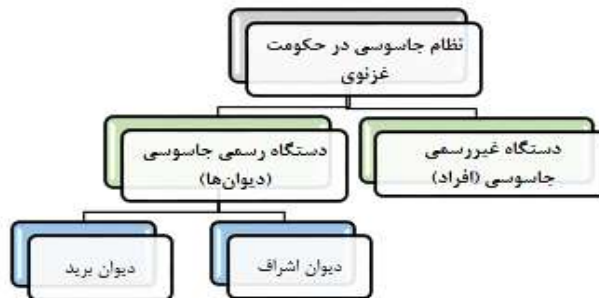 نظام جاسوسی در حکومت
غزنوی
دستگاه غیررسمی
جاسوسی (افراد)
دستگاه رسمی جاسوسی
(دیوان‌ها)
دیوان اشراف
دیوان برید